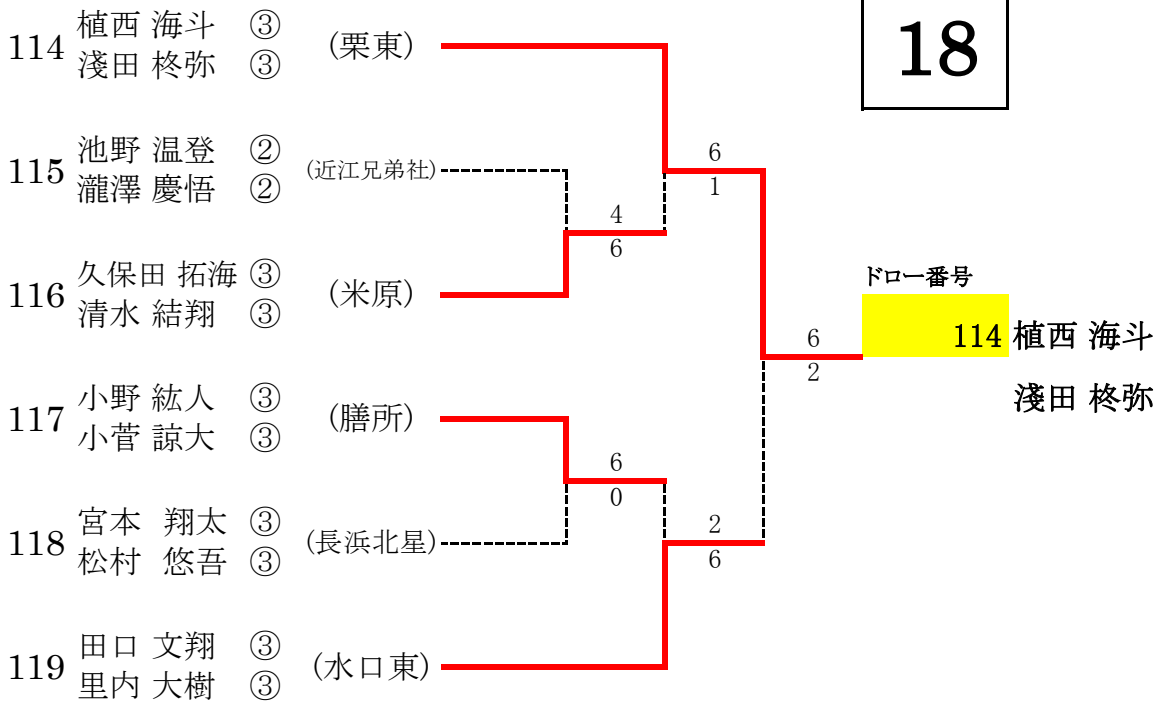 18
114 植西 海斗 ③ (栗東)
淺田 柊弥 ③
6
1
115 池野 温登 ② (近江兄弟社)
瀧澤 慶悟 ②
4
6
116 久保田 拓海 ③ (米原)
清水 結翔 ③
ドロー番号
114 植西 海斗
淺田 柊弥
6
2
117 小野 紘人 ③ (膳所)
小菅 諒大 ③
6
0
118 宮本 翔太 ③ (長浜北星)
松村 悠吾 ③
2
6
119 田口 文翔 ③ (水口東)
里内 大樹 ③